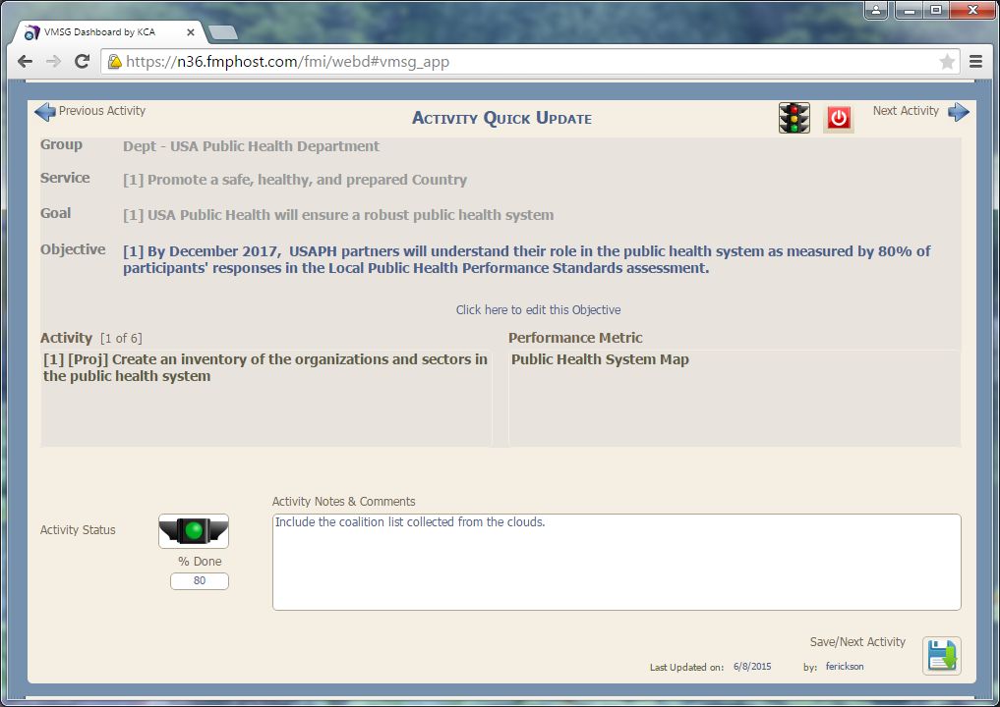 VMSG Dashboard by KCA
https://n36.fmphost.com/fmi/webd#vmsg_app
Previous Activity
Activity Quick Update
Next Activity
Group Dept - USA Public Health Department
Service [1] Promote a safe, healthy, and prepared Country
Goal [1] USA Public Health will ensure a robust public health system
Objective [1] By December 2017,  USAPH partners will understand their role in the public health system as measured by 80% of
participants' responses in the Local Public Health Performance Standards assessment.
Click here to edit this Objective
Activity [1 of 6]
Performance Metric
[1] [Proj] Create an inventory of the organizations and sectors in
the public health system
Public Health System Map
Activity Notes & Comments
Include the coalition list collected from the clouds.
Activity Status
% Done
80
Save/Next Activity
Last Updated on: 6/8/2015 by: ferickson